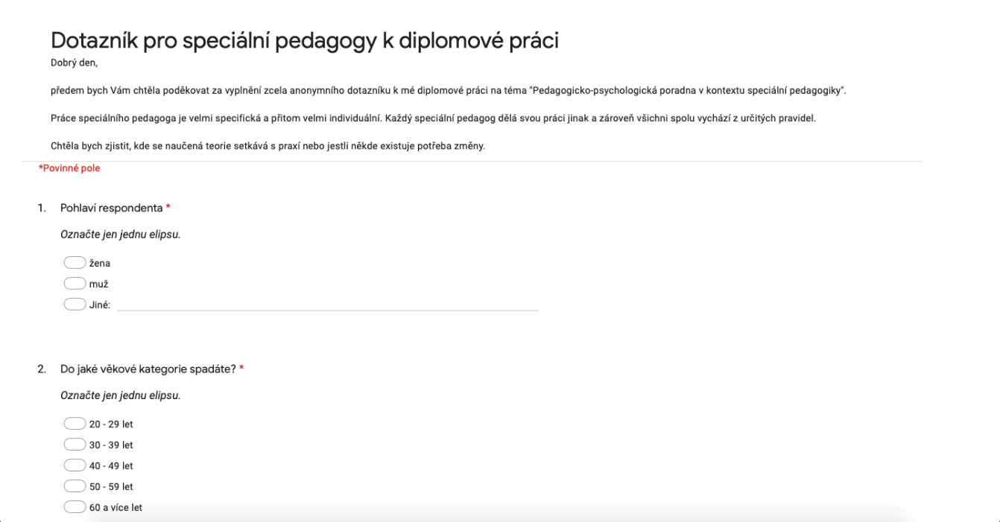 Dotazník pro speciální pedagogy k diplomové práci
Dobrý den,
předem bych Vám chtěla poděkovat za vyplnění zcela anonymního dotazníku k mé diplomové práci na téma "Pedagogicko-psychologická poradna v kontextu speciální pedagogiky".
Práce speciálního pedagoga je velmi specifická a přitom velmi individuální. Každý speciální pedagog dělá svou práci jinak a zároveň všichni spolu vychází z určitých pravidel.
Chtěla bych zjistit, kde se naučená teorie setkává s praxí nebo jestli někde existuje potřeba změny.
*Povinné pole
1. Pohlaví respondenta *
Označte jen jednu elipsu.
žena
muž
Jiné:
2. Do jaké věkové kategorie spadáte? *
Označte jen jednu elipsu.
20 - 29 let
30 - 39 let
40 - 49 let
50 - 59 let
60 a více let